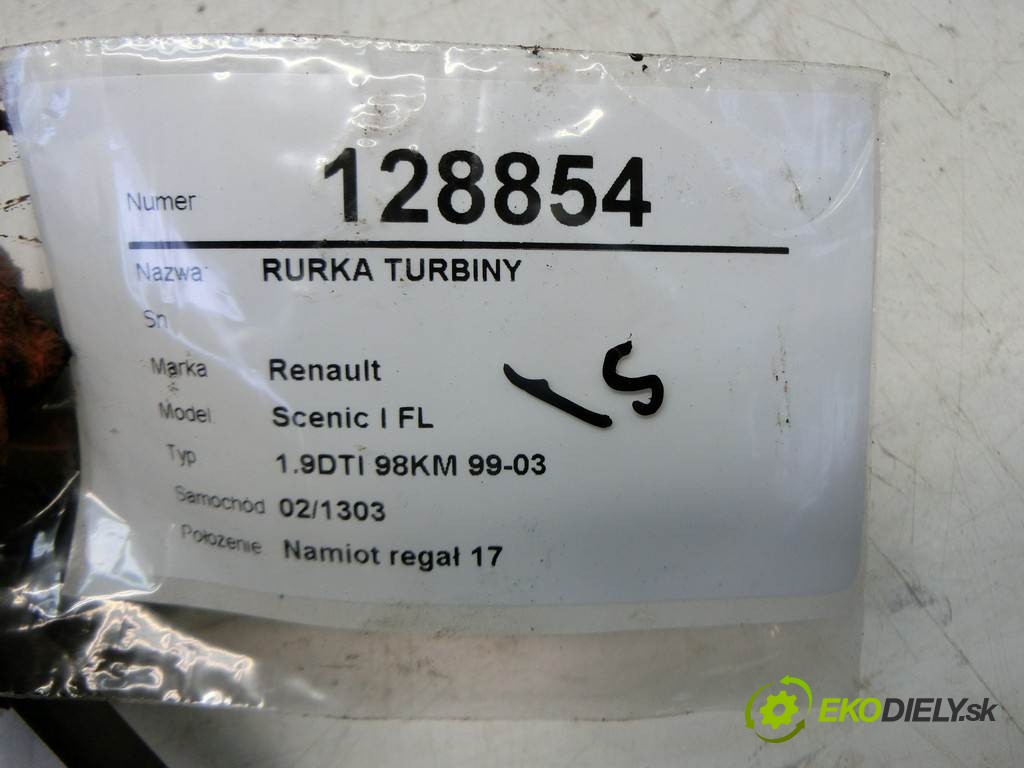 Numer 128854
Nazwa RURKA TURBINY
Sn
Marka Renault
Model Scenic I FL
Typ 1.9DTI 98KM 99-03
Samochód 02/1303
Położenie Namiot regał 17
EKODIELY.sk